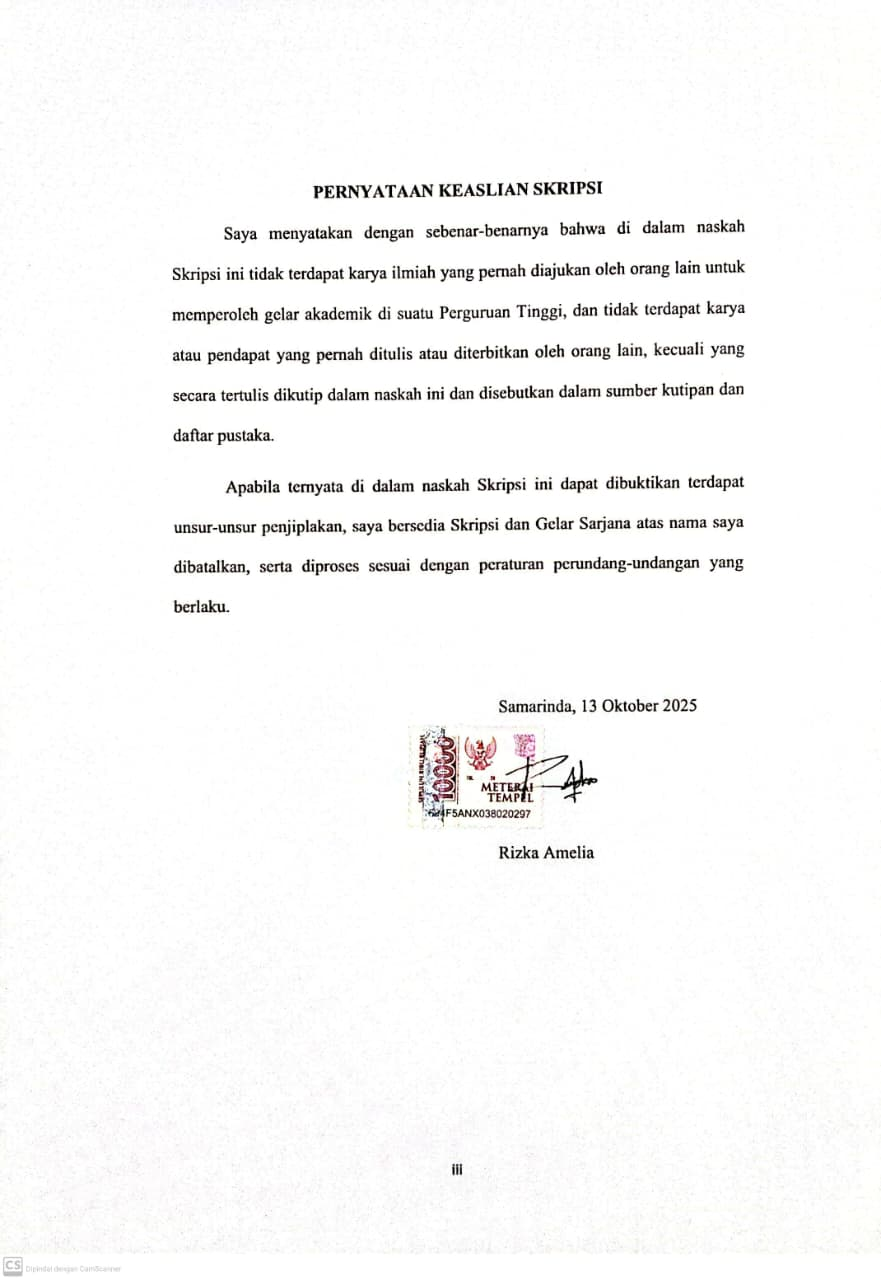 PERNYATAAN KEASLIAN SKRIPSI
Saya menyatakan dengan sebenar-benarnya bahwa di dalam naskah
Skripsi ini tidak terdapat karya ilmiah yang pernah diajukan oleh orang lain untuk
memperoleh gelar akademik di suatu Perguruan Tinggi, dan tidak terdapat karya
atau pendapat yang pernah ditulis atau diterbitkan oleh orang lain, kecuali yang
secara tertulis dikutip dalam naskah ini dan disebutkan dalam sumber kutipan dan
daftar pustaka.
Apabila ternyata di dalam naskah Skripsi ini dapat dibuktikan terdapat
unsur-unsur penjiplakan, saya bersedia Skripsi dan Gelar Sarjana atas nama saya
dibatalkan, serta diproses sesuai dengan peraturan perundang-undangan yang
berlaku.
Samarinda, 13 Oktober 2025
10000
METERAI
TEMPEL
F5ANX038020297
Rizka Amelia
iii
CS Dipindai dengan CamScanner